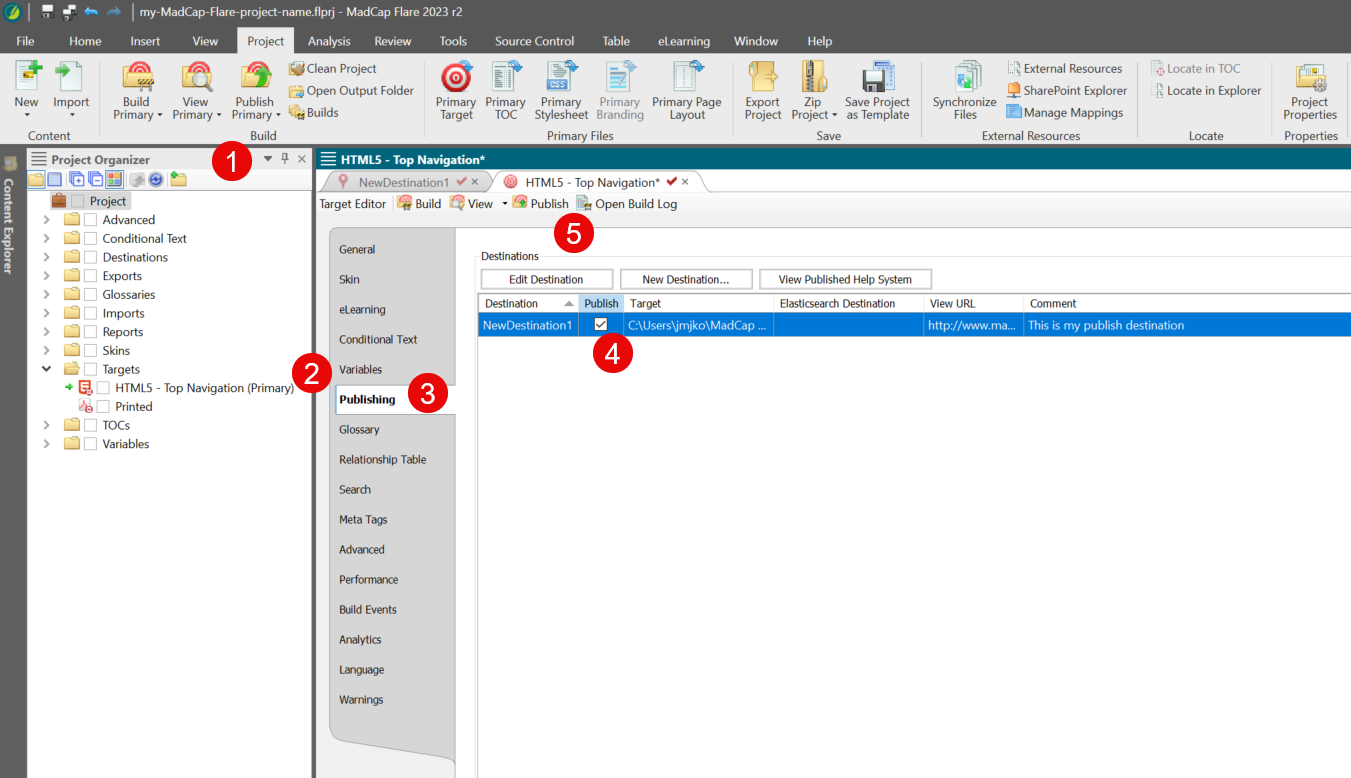 my-MadCap-Flare-project-name.flprj - MadCap Flare 2023 r2
File Home Insert View Project Analysis Review Tools Source Control Table eLearning Window Help
New Import
Content
Build Primary
View Primary
Publish Primary
Clean Project
Open Output Folder
Builds
Build
Primary Target
Primary TOC
Primary Stylesheet
Primary Branding
Primary Page Layout
Primary Files
Export Project
Zip Project
Save Project as Template
Save
Synchronize Files
External Resources
SharePoint Explorer
Manage Mappings
External Resources
Locate in TOC
Locate in Explorer
Locate
Project Properties
Properties
Content Explorer
Project Organizer
1
Project
Advanced
Conditional Text
Destinations
Exports
Glossaries
Imports
Reports
Skins
Targets
HTML5 - Top Navigation (Primary)
Printed
TOCs
Variables
2
HTML5 - Top Navigation*
NewDestination1 HTML5 - Top Navigation*
Target Editor Build View Publish Open Build Log
5
General
Skin
eLearning
Conditional Text
Variables
Publishing
3
Glossary
Relationship Table
Search
Meta Tags
Advanced
Performance
Build Events
Analytics
Language
Warnings
Destinations
Edit Destination New Destination... View Published Help System
Destination Publish Target Elasticsearch Destination View URL Comment
NewDestination1 C:\Users\jmjko\MadCap ... http://www.ma... This is my publish destination
4